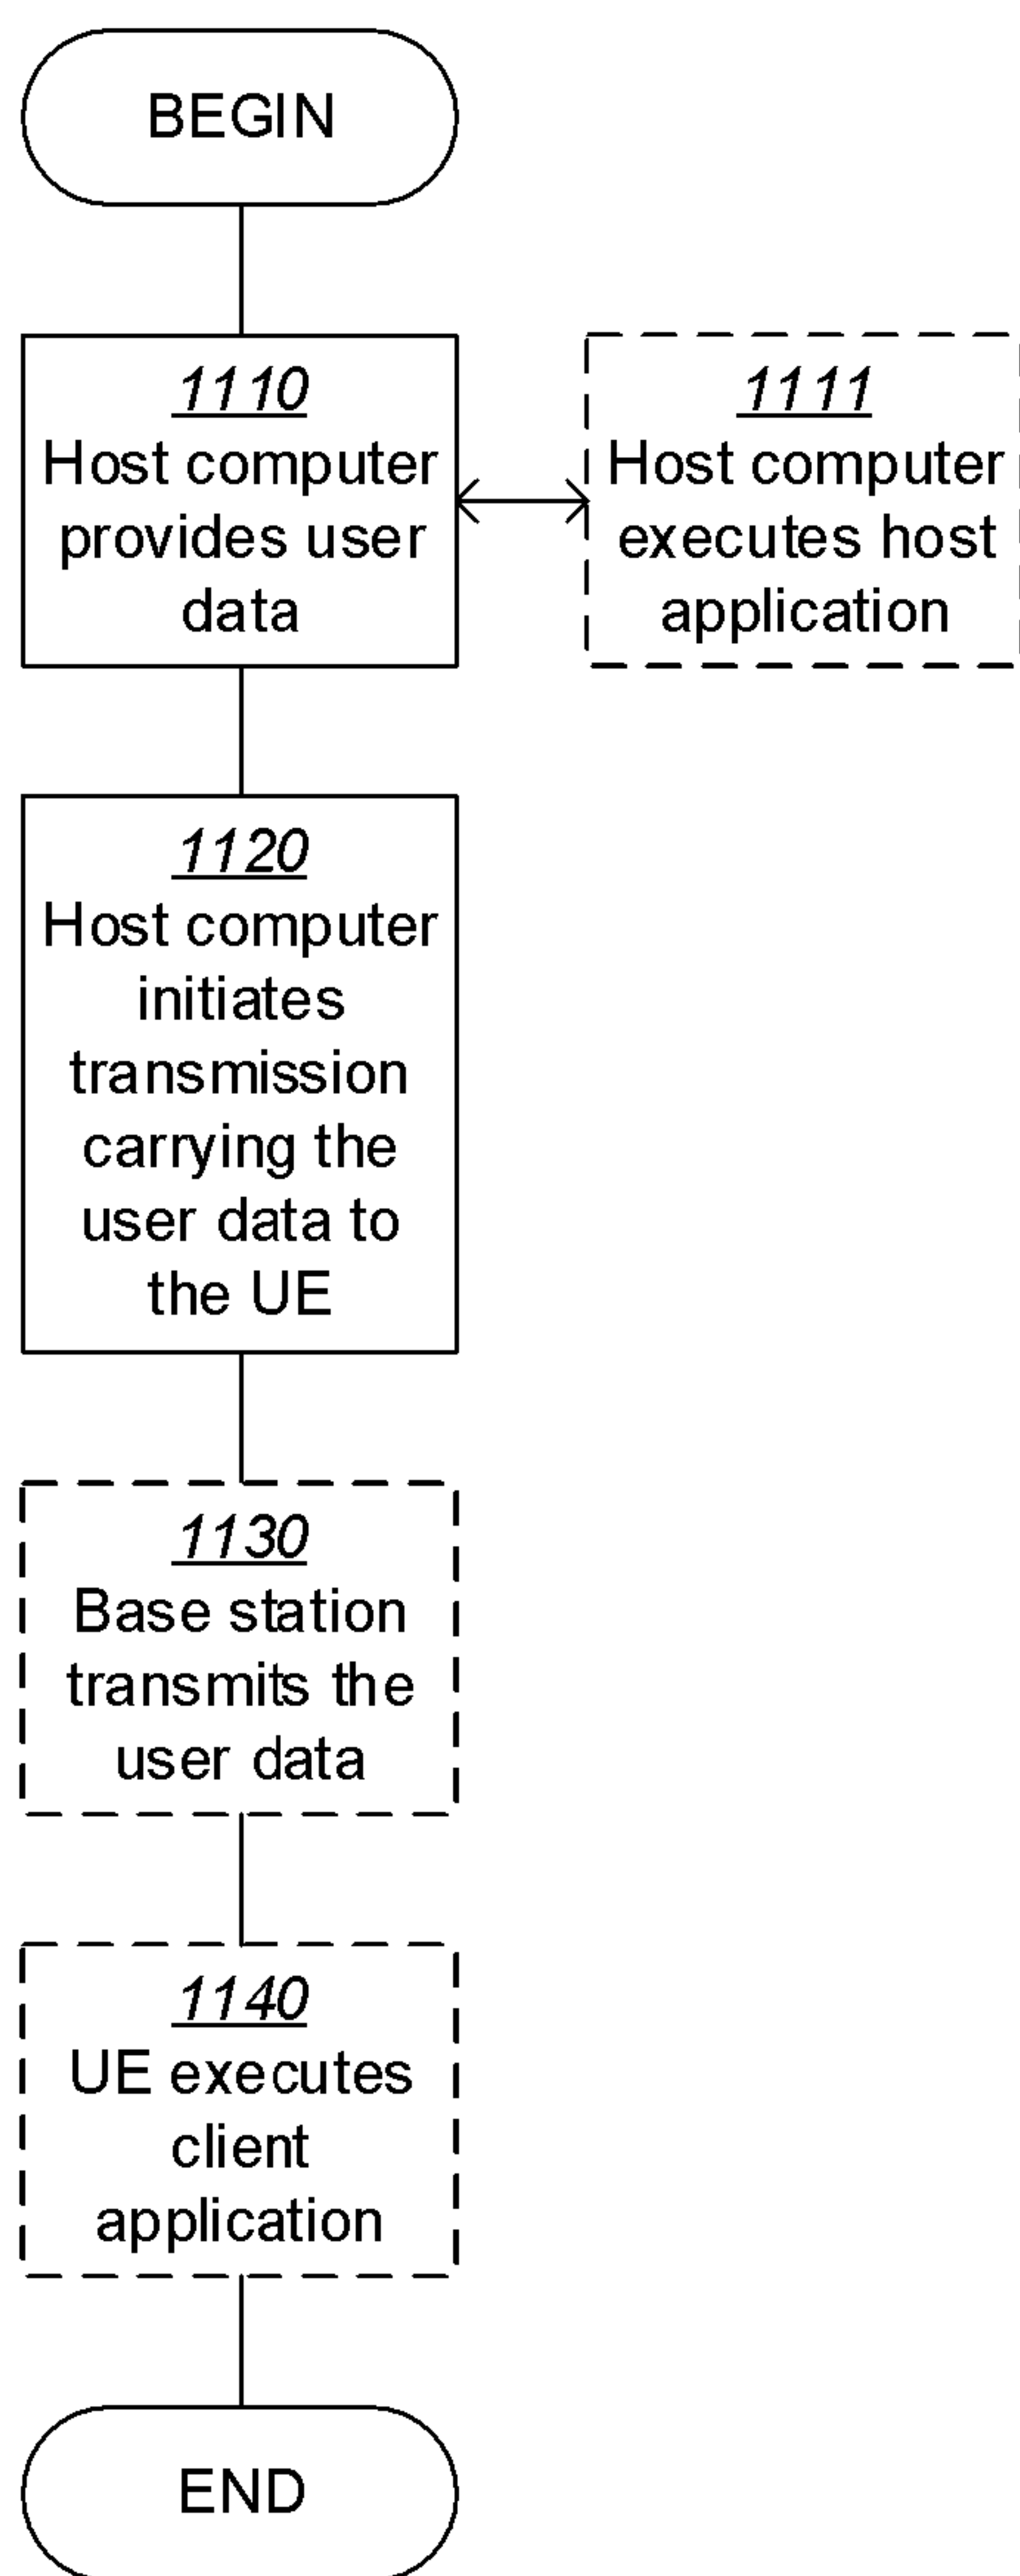 BEGIN
1110
Host computer
provides user
data
1111
Host computer
executes host
application
1120
Host computer
initiates
transmission
carrying the
user data to
the UE
1130
Base station
transmits the
user data
1140
UE executes
client
application
END